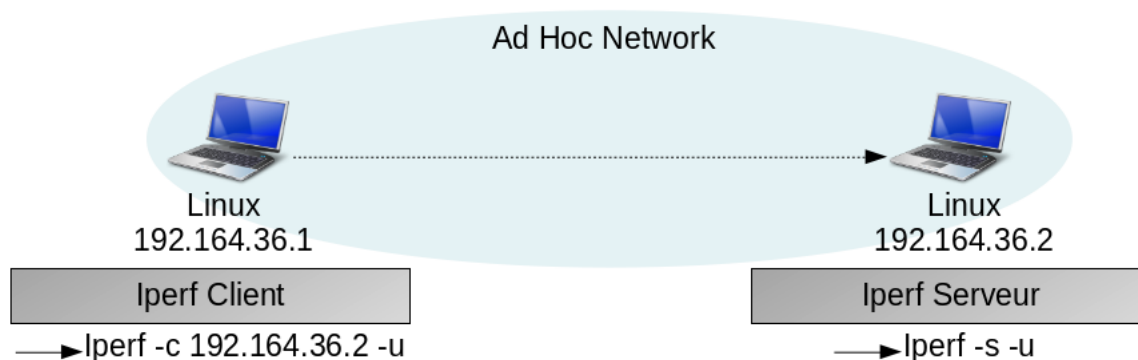 Ad Hoc Network
Linux
192.164.36.1
Linux
192.164.36.2
Iperf Client
Iperf Serveur
Iperf -c 192.164.36.2 -u
Iperf -s -u